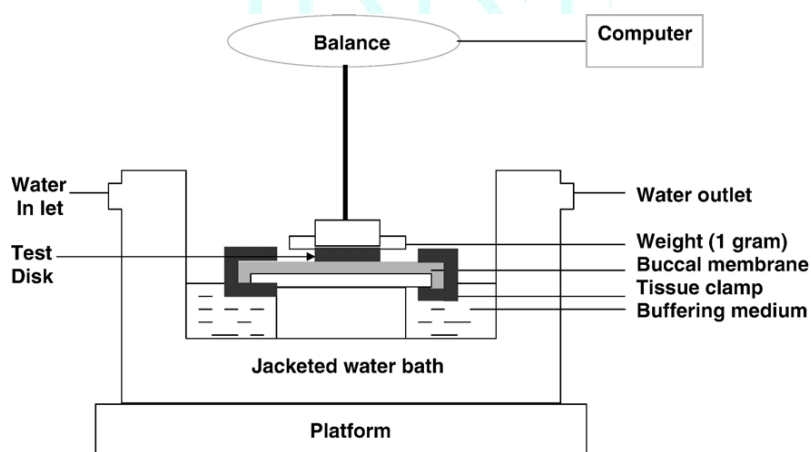 Balance
Computer
Water
In let
Water outlet
Test
Disk
Weight (1 gram)
Buccal membrane
Tissue clamp
Buffering medium
Jacketed water bath
Platform